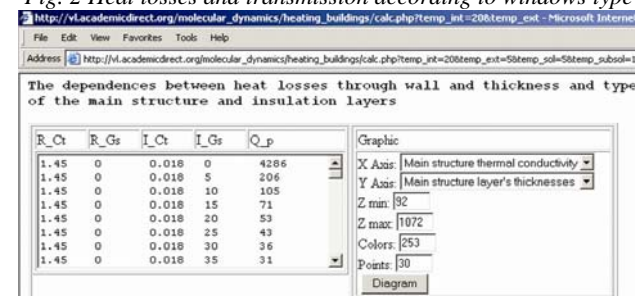 Fig. 2 Heat losses and transmission according to windows type
http://vl.academicdirect.org/molecular_dynamics/heating_buildings/calc.php?temp_int=20&temp_ext - Microsoft Internet
File Edit View Favorites Tools Help
Address http://vl.academicdirect.org/molecular_dynamics/heating_buildings/calc.php?temp_int=20&temp_ext=5&temp_sol=5&temp_subsol=1
The dependences between heat losses through wall and thickness and type
of the main structure and insulation layers
R_Ct R_Gs I_Ct I_Gs Q_p
1.45 0 0.018 0 4286
1.45 0 0.018 5 206
1.45 0 0.018 10 105
1.45 0 0.018 15 71
1.45 0 0.018 20 53
1.45 0 0.018 25 43
1.45 0 0.018 30 36
1.45 0 0.018 35 31
Graphic
X Axis: Main structure thermal conductivity
Y Axis: Main structure layer's thicknesses
Z min: 92
Z max: 1072
Colors: 253
Points: 30
Diagram